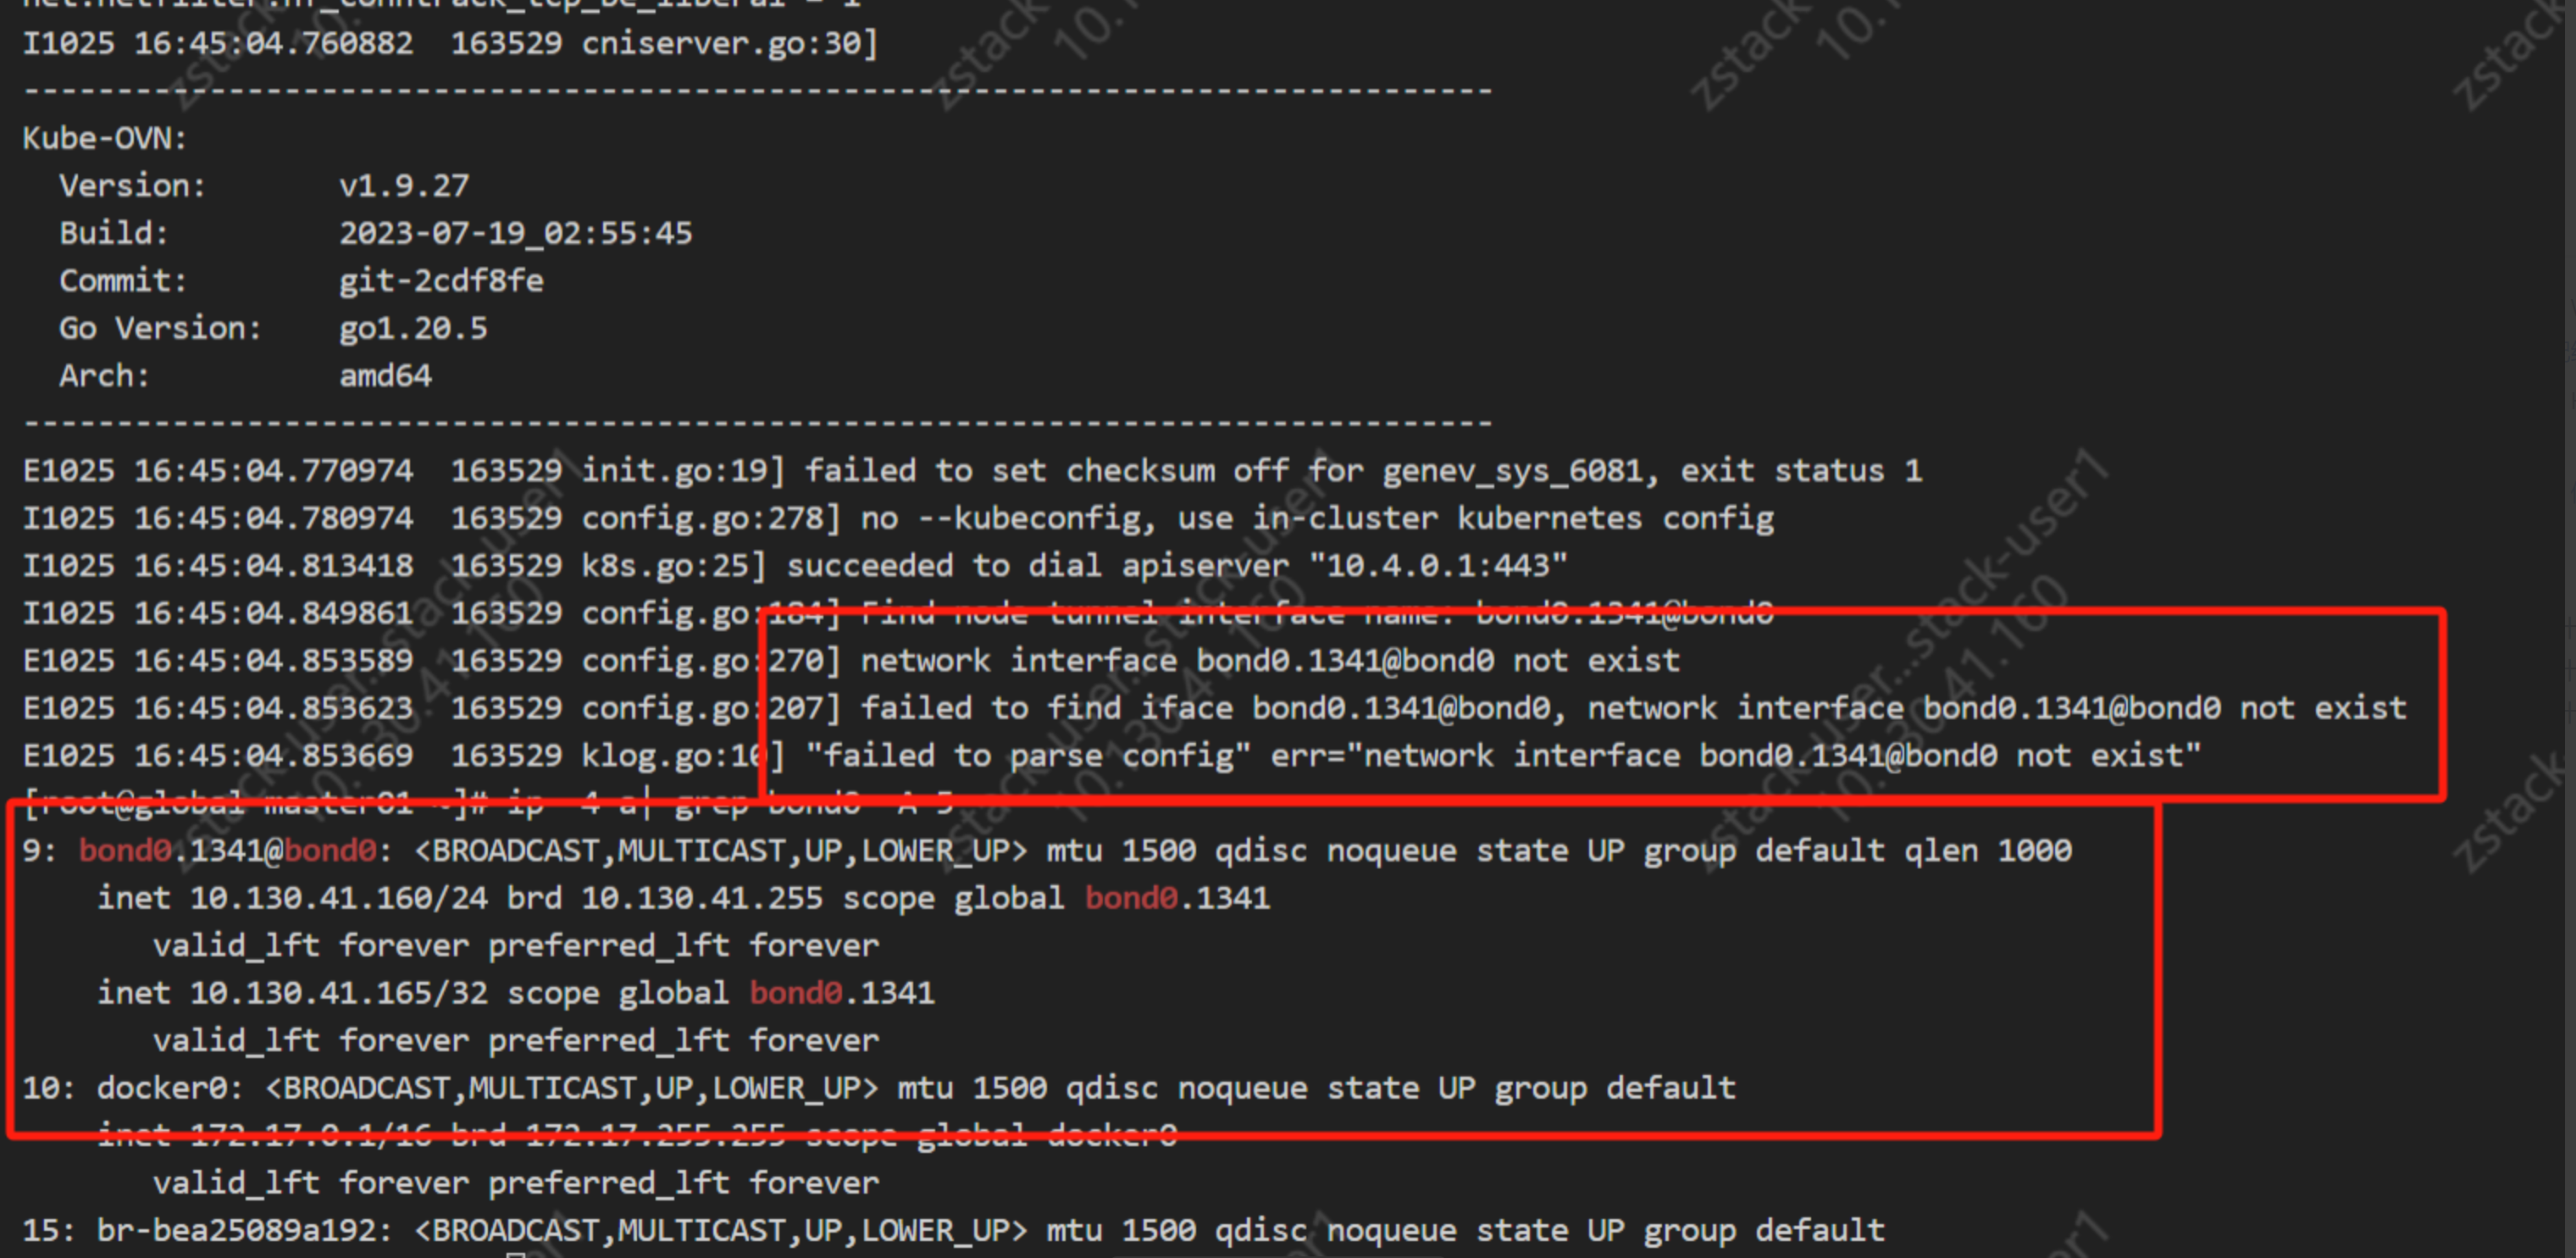 net.netfilter.nf_conntrack_tcp_be_liberal = 1
I1025 16:45:04.760882  163529 cniserver.go:30]
-------------------------------------------------------------------------------
Kube-OVN:
  Version:       v1.9.27
  Build:         2023-07-19_02:55:45
  Commit:        git-2cdf8fe
  Go Version:    go1.20.5
  Arch:          amd64
-------------------------------------------------------------------------------
E1025 16:45:04.770974  163529 init.go:19] failed to set checksum off for genev_sys_6081, exit status 1
I1025 16:45:04.780974  163529 config.go:278] no --kubeconfig, use in-cluster kubernetes config
I1025 16:45:04.813418  163529 k8s.go:25] succeeded to dial apiserver "10.4.0.1:443"
I1025 16:45:04.849861  163529 config.go:184] Find node tunnel interface name: bond0.1341@bond0
E1025 16:45:04.853589  163529 config.go:270] network interface bond0.1341@bond0 not exist
E1025 16:45:04.853623  163529 config.go:207] failed to find iface bond0.1341@bond0, network interface bond0.1341@bond0 not exist
E1025 16:45:04.853669  163529 klog.go:10] "failed to parse config" err="network interface bond0.1341@bond0 not exist"
[root@global-master01 ~]# ip -4 a| grep bond0 -A 5
9: bond0.1341@bond0: <BROADCAST,MULTICAST,UP,LOWER_UP> mtu 1500 qdisc noqueue state UP group default qlen 1000
    inet 10.130.41.160/24 brd 10.130.41.255 scope global bond0.1341
       valid_lft forever preferred_lft forever
    inet 10.130.41.165/32 scope global bond0.1341
       valid_lft forever preferred_lft forever
10: docker0: <BROADCAST,MULTICAST,UP,LOWER_UP> mtu 1500 qdisc noqueue state UP group default
    inet 172.17.0.1/16 brd 172.17.255.255 scope global docker0
       valid_lft forever preferred_lft forever
15: br-bea25089a192: <BROADCAST,MULTICAST,UP,LOWER_UP> mtu 1500 qdisc noqueue state UP group default